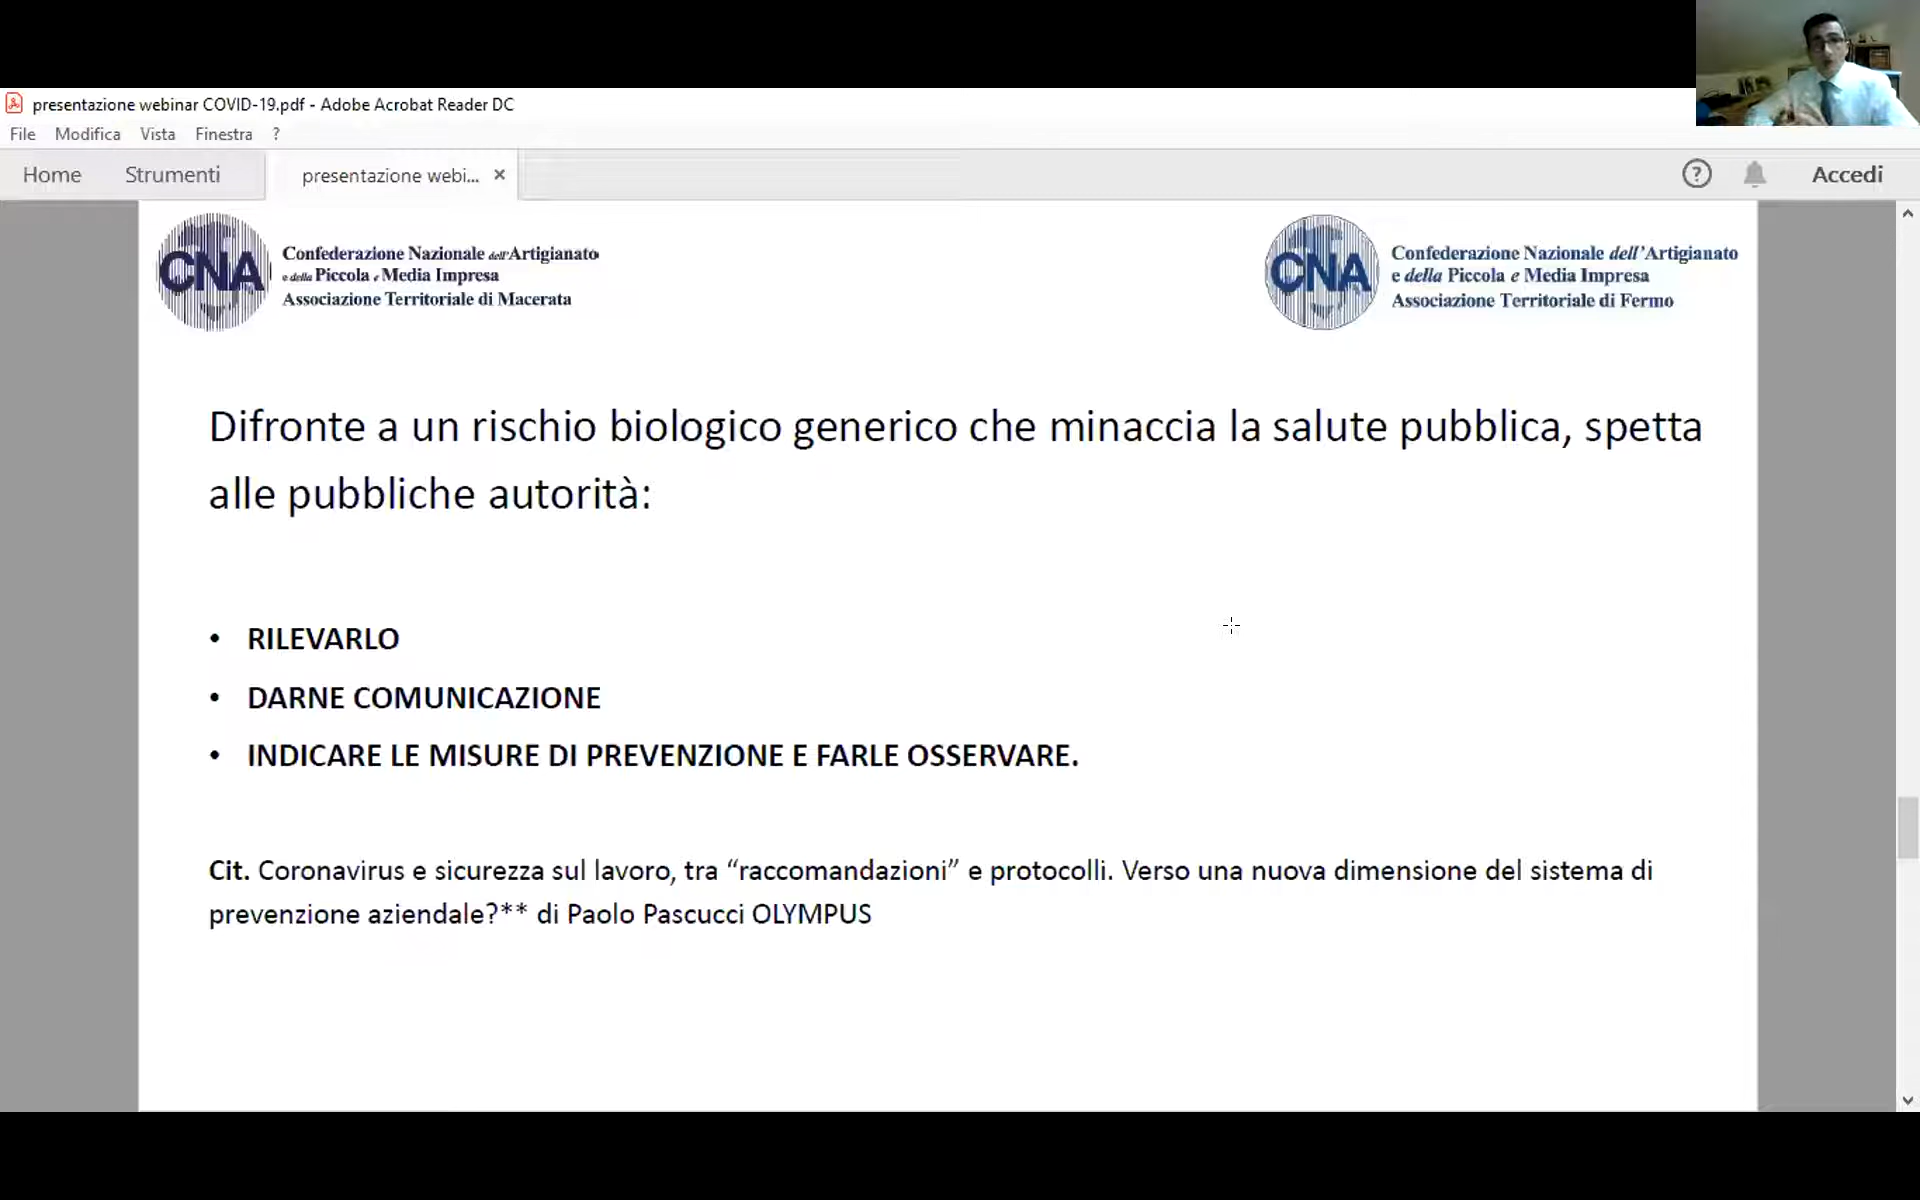 presentazione webinar COVID-19.pdf - Adobe Acrobat Reader DC
File Modifica Vista Finestra ?
Home Strumenti presentazione webi... × ? Accedi
CNA
Confederazione Nazionale dell'Artigianato
e della Piccola e Media Impresa
Associazione Territoriale di Macerata
CNA
Confederazione Nazionale dell'Artigianato
e della Piccola e Media Impresa
Associazione Territoriale di Fermo
Difronte a un rischio biologico generico che minaccia la salute pubblica, spetta
alle pubbliche autorità:
• RILEVARLO
• DARNE COMUNICAZIONE
• INDICARE LE MISURE DI PREVENZIONE E FARLE OSSERVARE.
Cit. Coronavirus e sicurezza sul lavoro, tra “raccomandazioni” e protocolli. Verso una nuova dimensione del sistema di
prevenzione aziendale?** di Paolo Pascucci OLYMPUS